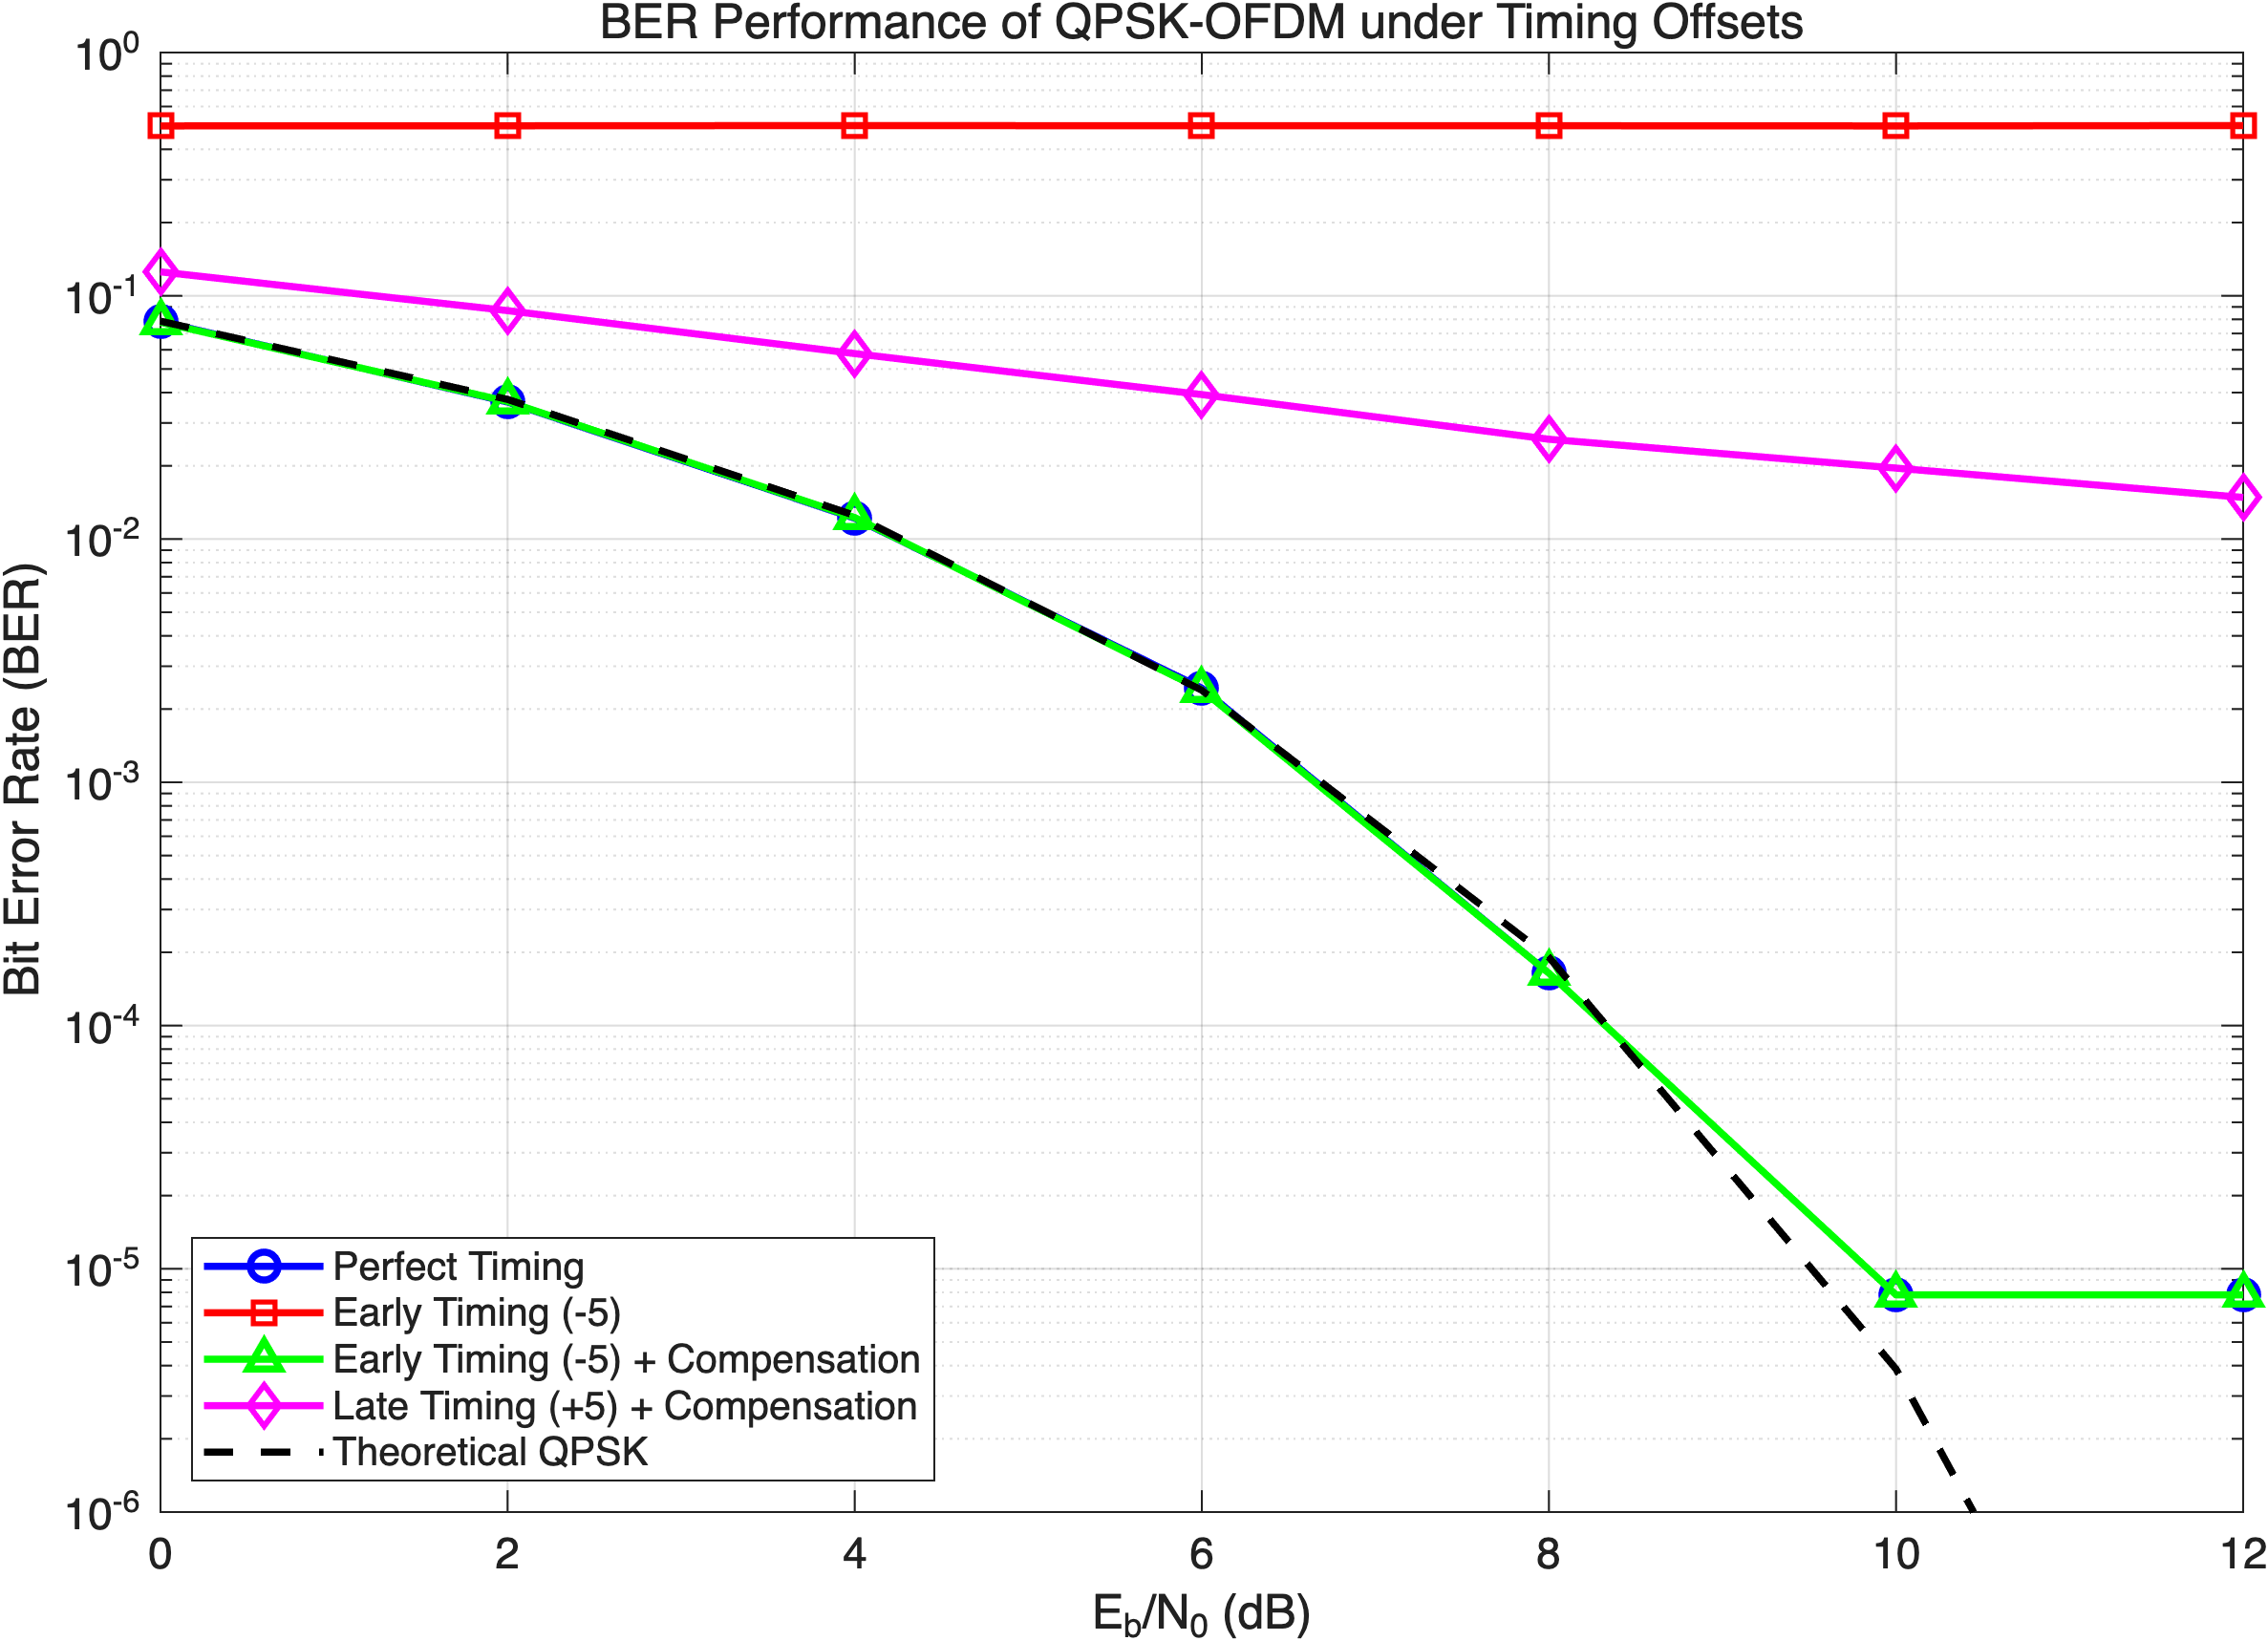 BER Performance of QPSK-OFDM under Timing Offsets
10^0
10^-1
10^-2
10^-3
10^-4
10^-5
10^-6
Bit Error Rate (BER)
Perfect Timing
Early Timing (-5)
Early Timing (-5) + Compensation
Late Timing (+5) + Compensation
Theoretical QPSK
0 2 4 6 8 10 12
E_b/N_0 (dB)